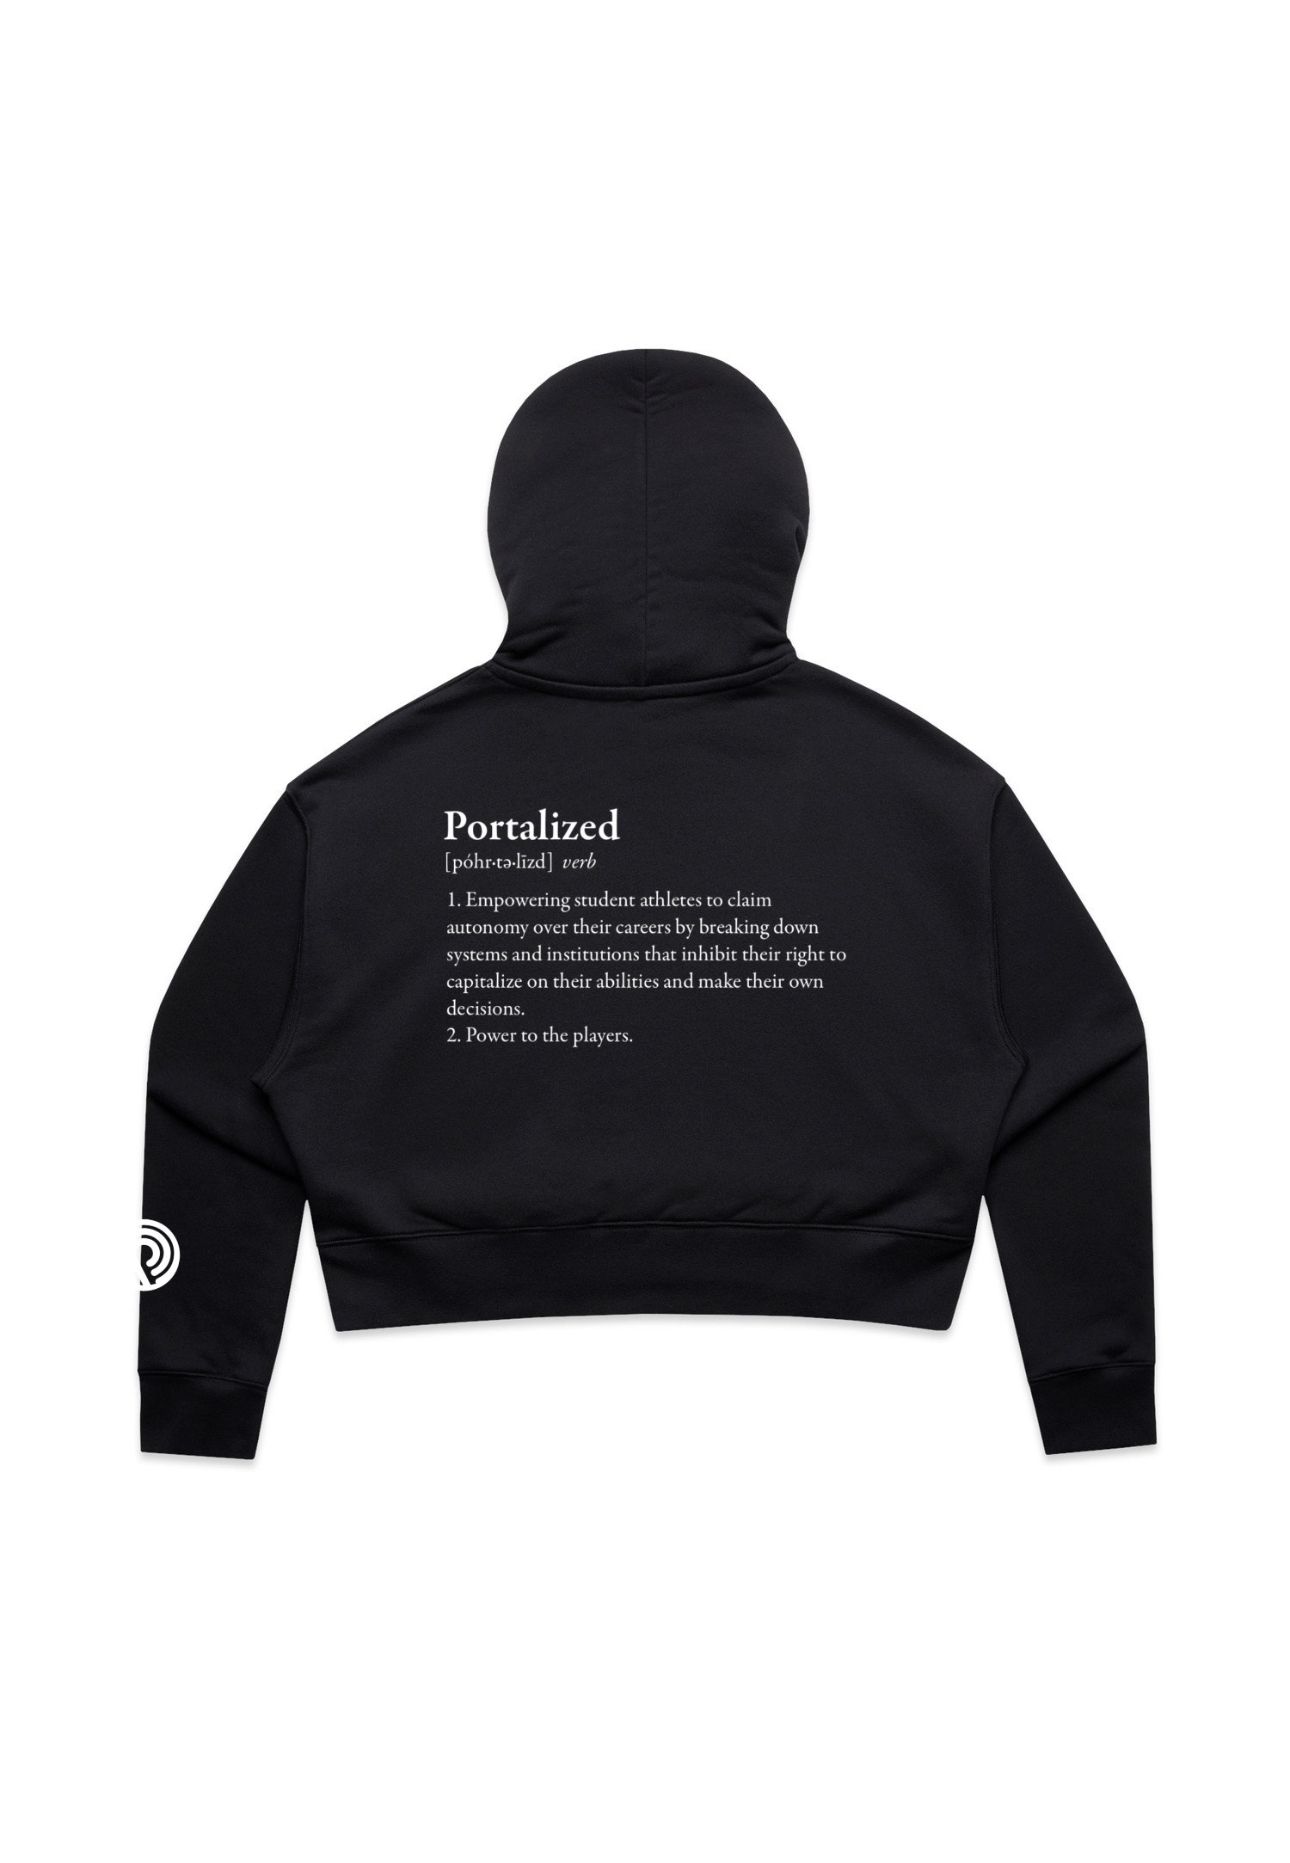 Portalized
[póhr·tə·līzd] verb
1. Empowering student athletes to claim
autonomy over their careers by breaking down
systems and institutions that inhibit their right to
capitalize on their abilities and make their own
decisions.
2. Power to the players.